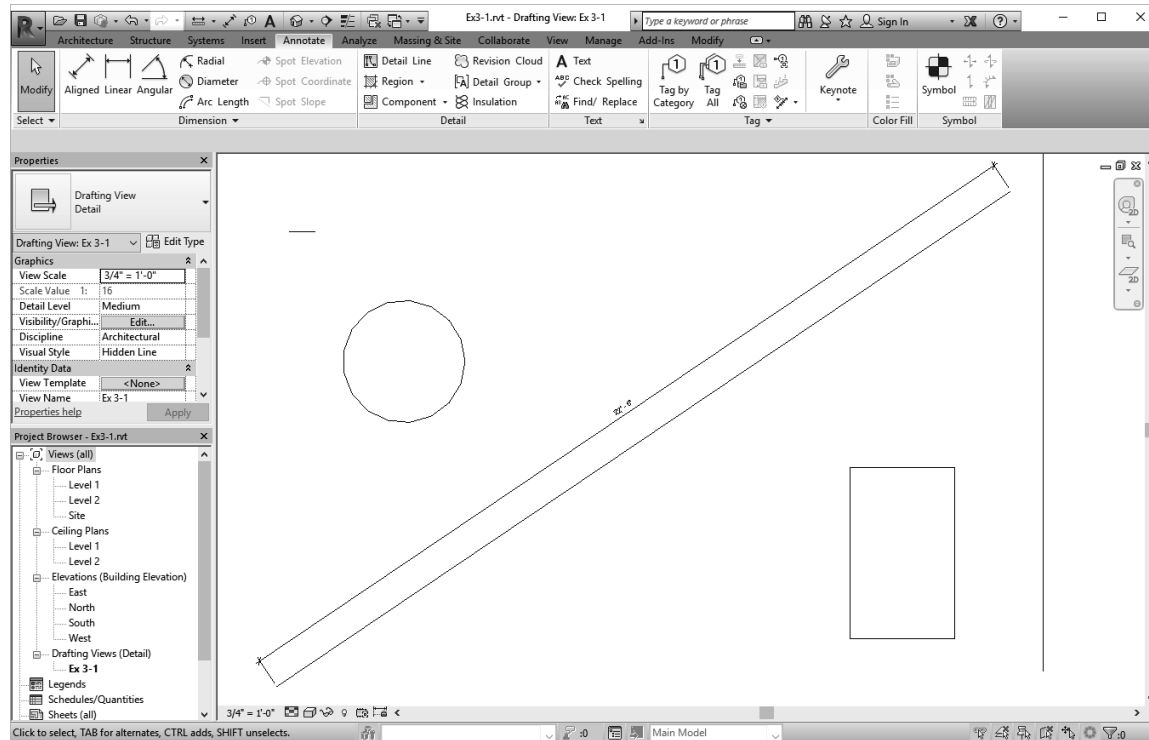 Ex3-1.rvt - Drafting View: Ex 3-1
Type a keyword or phrase
Sign In
Architecture Structure Systems Insert Annotate Analyze Massing & Site Collaborate View Manage Add-Ins Modify
Modify
Select
Aligned Linear Angular
Radial
Diameter
Arc Length
Spot Elevation
Spot Coordinate
Spot Slope
Dimension
Detail Line
Region
Component
Revision Cloud
Detail Group
Insulation
Detail
A Text
ABC Check Spelling
Find/ Replace
Text
Tag by
Category
Tag
All
Tag
Keynote
Color Fill
Symbol
Symbol
Properties
Drafting View
Detail
Drafting View: Ex 3-1
Edit Type
Graphics
View Scale 3/4" = 1'-0"
Scale Value 1: 16
Detail Level Medium
Visibility/Graphi... Edit...
Discipline Architectural
Visual Style Hidden Line
Identity Data
View Template <None>
View Name Ex 3-1
Properties help Apply
Project Browser - Ex3-1.rvt
Views (all)
Floor Plans
Level 1
Level 2
Site
Ceiling Plans
Level 1
Level 2
Elevations (Building Elevation)
East
North
South
West
Drafting Views (Detail)
Ex 3-1
Legends
Schedules/Quantities
Sheets (all)
2D
2D
3/4" = 1'-0"
Click to select, TAB for alternates, CTRL adds, SHIFT unselects.
:0
Main Model
:0